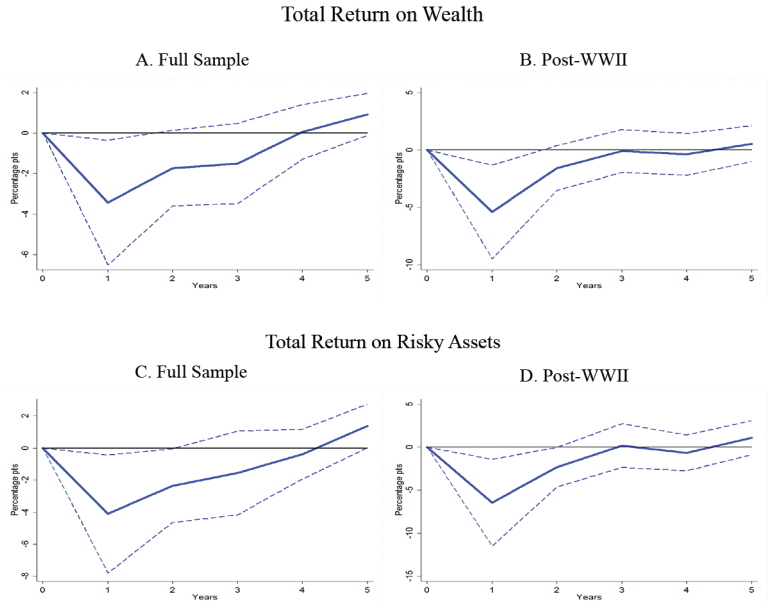 Total Return on Wealth
A. Full Sample
B. Post-WWII
Percentage pts
2
0
-2
-4
-6
0 1 2 3 4 5
Years
Percentage pts
5
0
-5
-10
0 1 2 3 4 5
Years
Total Return on Risky Assets
C. Full Sample
D. Post-WWII
Percentage pts
2
0
-2
-4
-6
-8
0 1 2 3 4 5
Years
Percentage pts
5
0
-5
-10
-15
0 1 2 3 4 5
Years